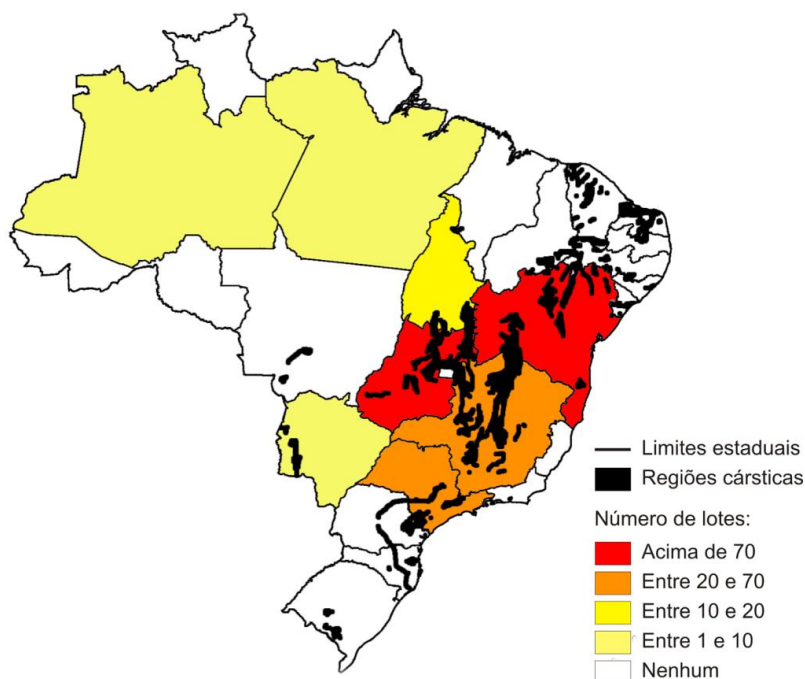 Limites estaduais
Regiões cársticas
Número de lotes:
Acima de 70
Entre 20 e 70
Entre 10 e 20
Entre 1 e 10
Nenhum